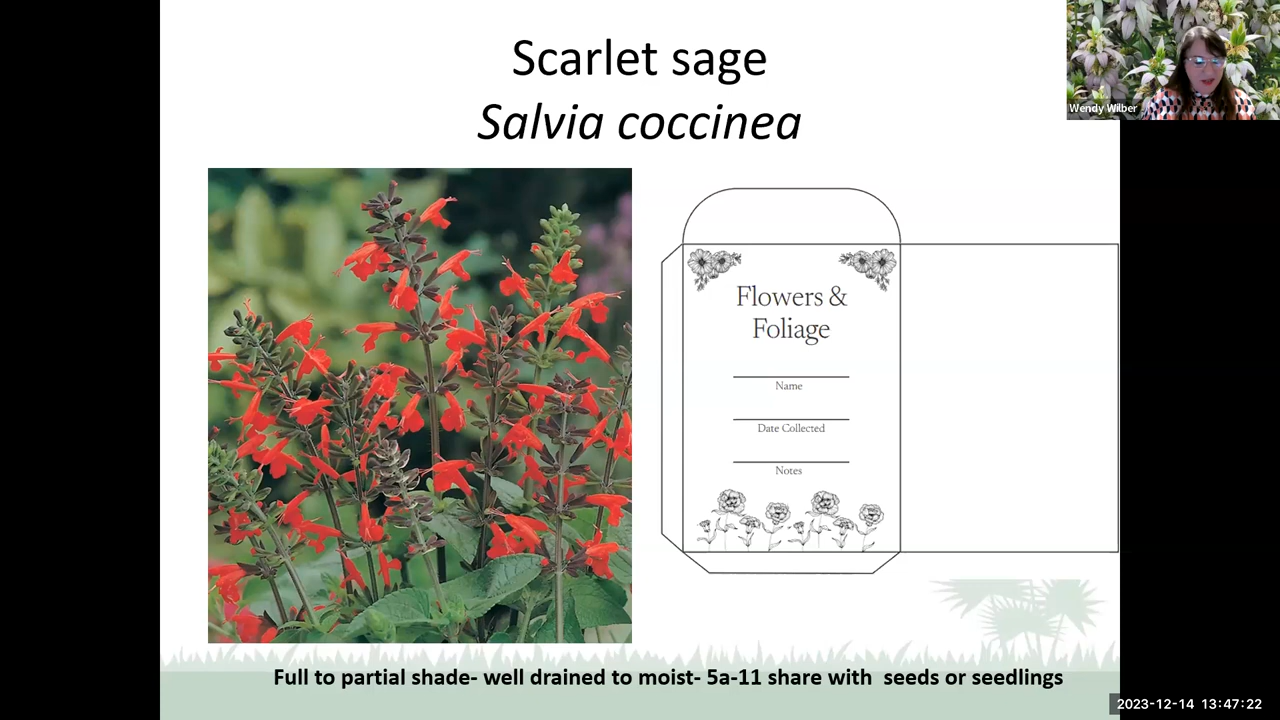 Scarlet sage
Salvia coccinea
Wendy Wilber
Flowers &
Foliage
Name
Date Collected
Notes
Full to partial shade- well drained to moist- 5a-11 share with  seeds or seedlings
2023-12-14 13:47:22